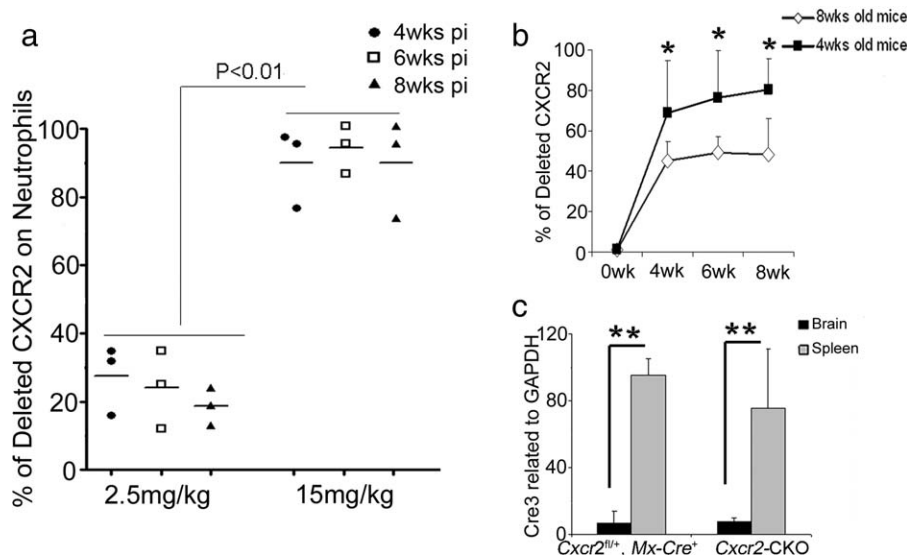 a
4wks pi
6wks pi
8wks pi
P<0.01
% of Deleted CXCR2 on Neutrophils
100
80
60
40
20
0
2.5mg/kg
15mg/kg
b
8wks old mice
4wks old mice
% of Deleted CXCR2
100
80
60
40
20
0
* * *
0wk 4wk 6wk 8wk
c
Brain
Spleen
Cre3 related to GAPDH
120
80
40
0
** **
Cxcr2fl/+, Mx-Cre+
Cxcr2-CKO